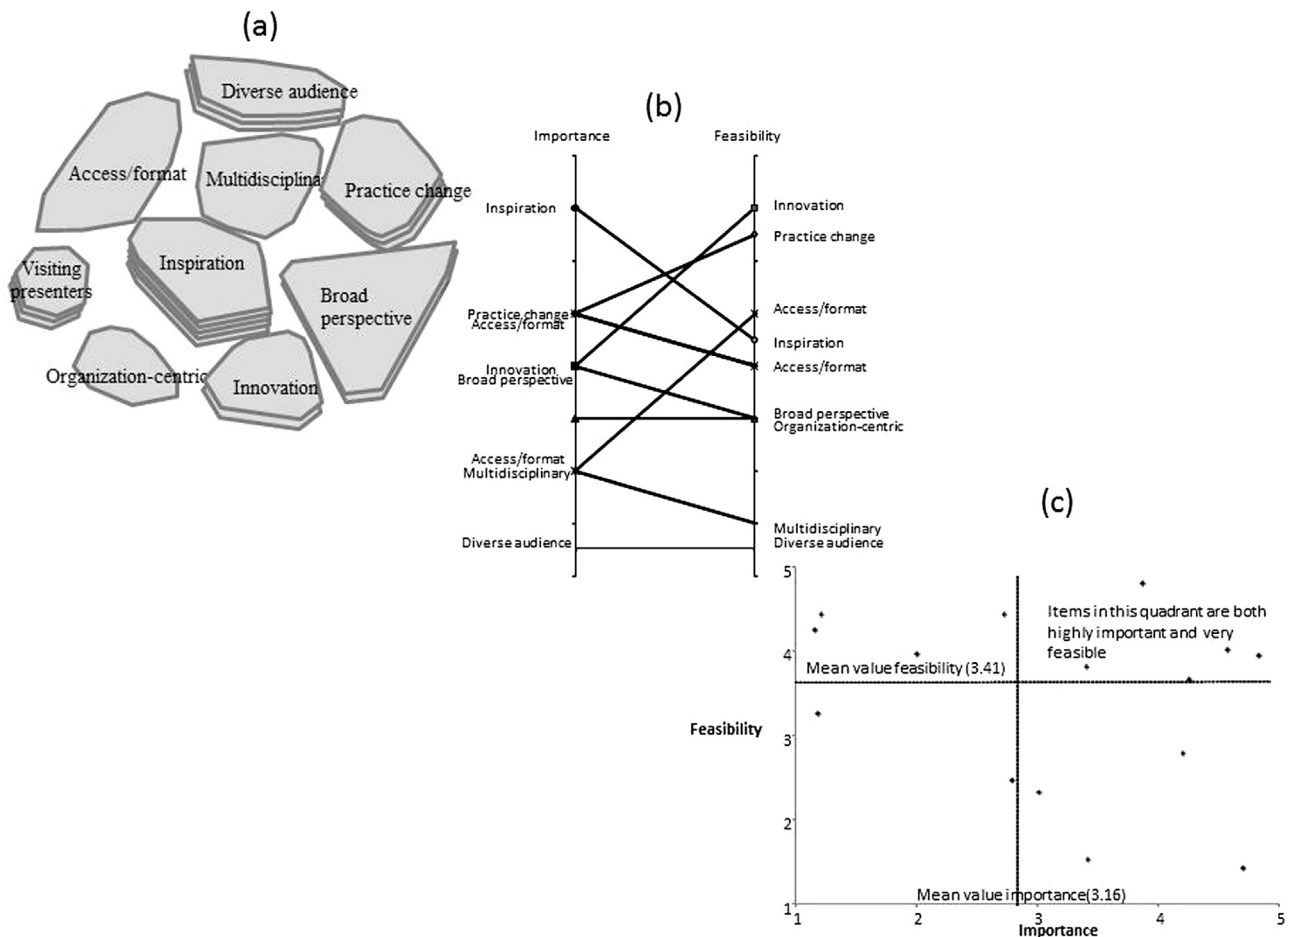 (a)
Diverse audience
Access/format
Multidisciplina
Practice change
Inspiration
Visiting
presenters
Broad
perspective
Organization-centric
Innovation
(b)
Importance
Feasibility
Inspiration
Practice change
Access/format
Innovation
Broad perspective
Access/format
Multidisciplinary
Diverse audience
Innovation
Practice change
Access/format
Inspiration
Access/format
Broad perspective
Organization-centric
Multidisciplinary
Diverse audience
(c)
5
4
3
2
1
Items in this quadrant are both
highly important and very
feasible
Mean value feasibility (3.41)
Feasibility
Mean value importance(3.16)
1
2
3
4
5
Importance